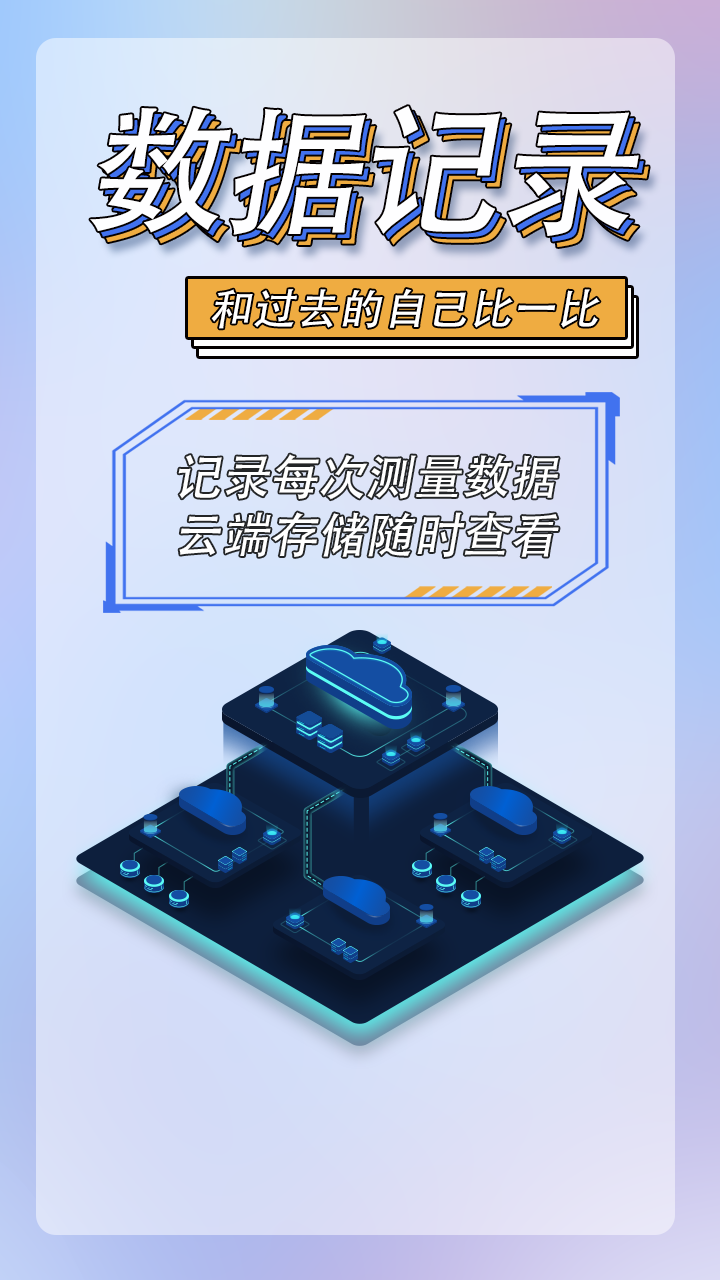 数据记录
和过去的自己比一比
记录每次测量数据
云端存储随时查看